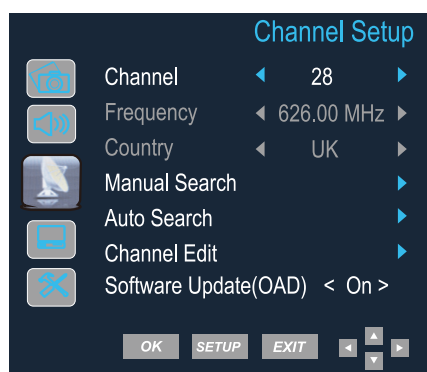 Channel Setup
Channel 28
Frequency 626.00 MHz
Country UK
Manual Search
Auto Search
Channel Edit
Software Update(OAD) < On >
OK SETUP EXIT